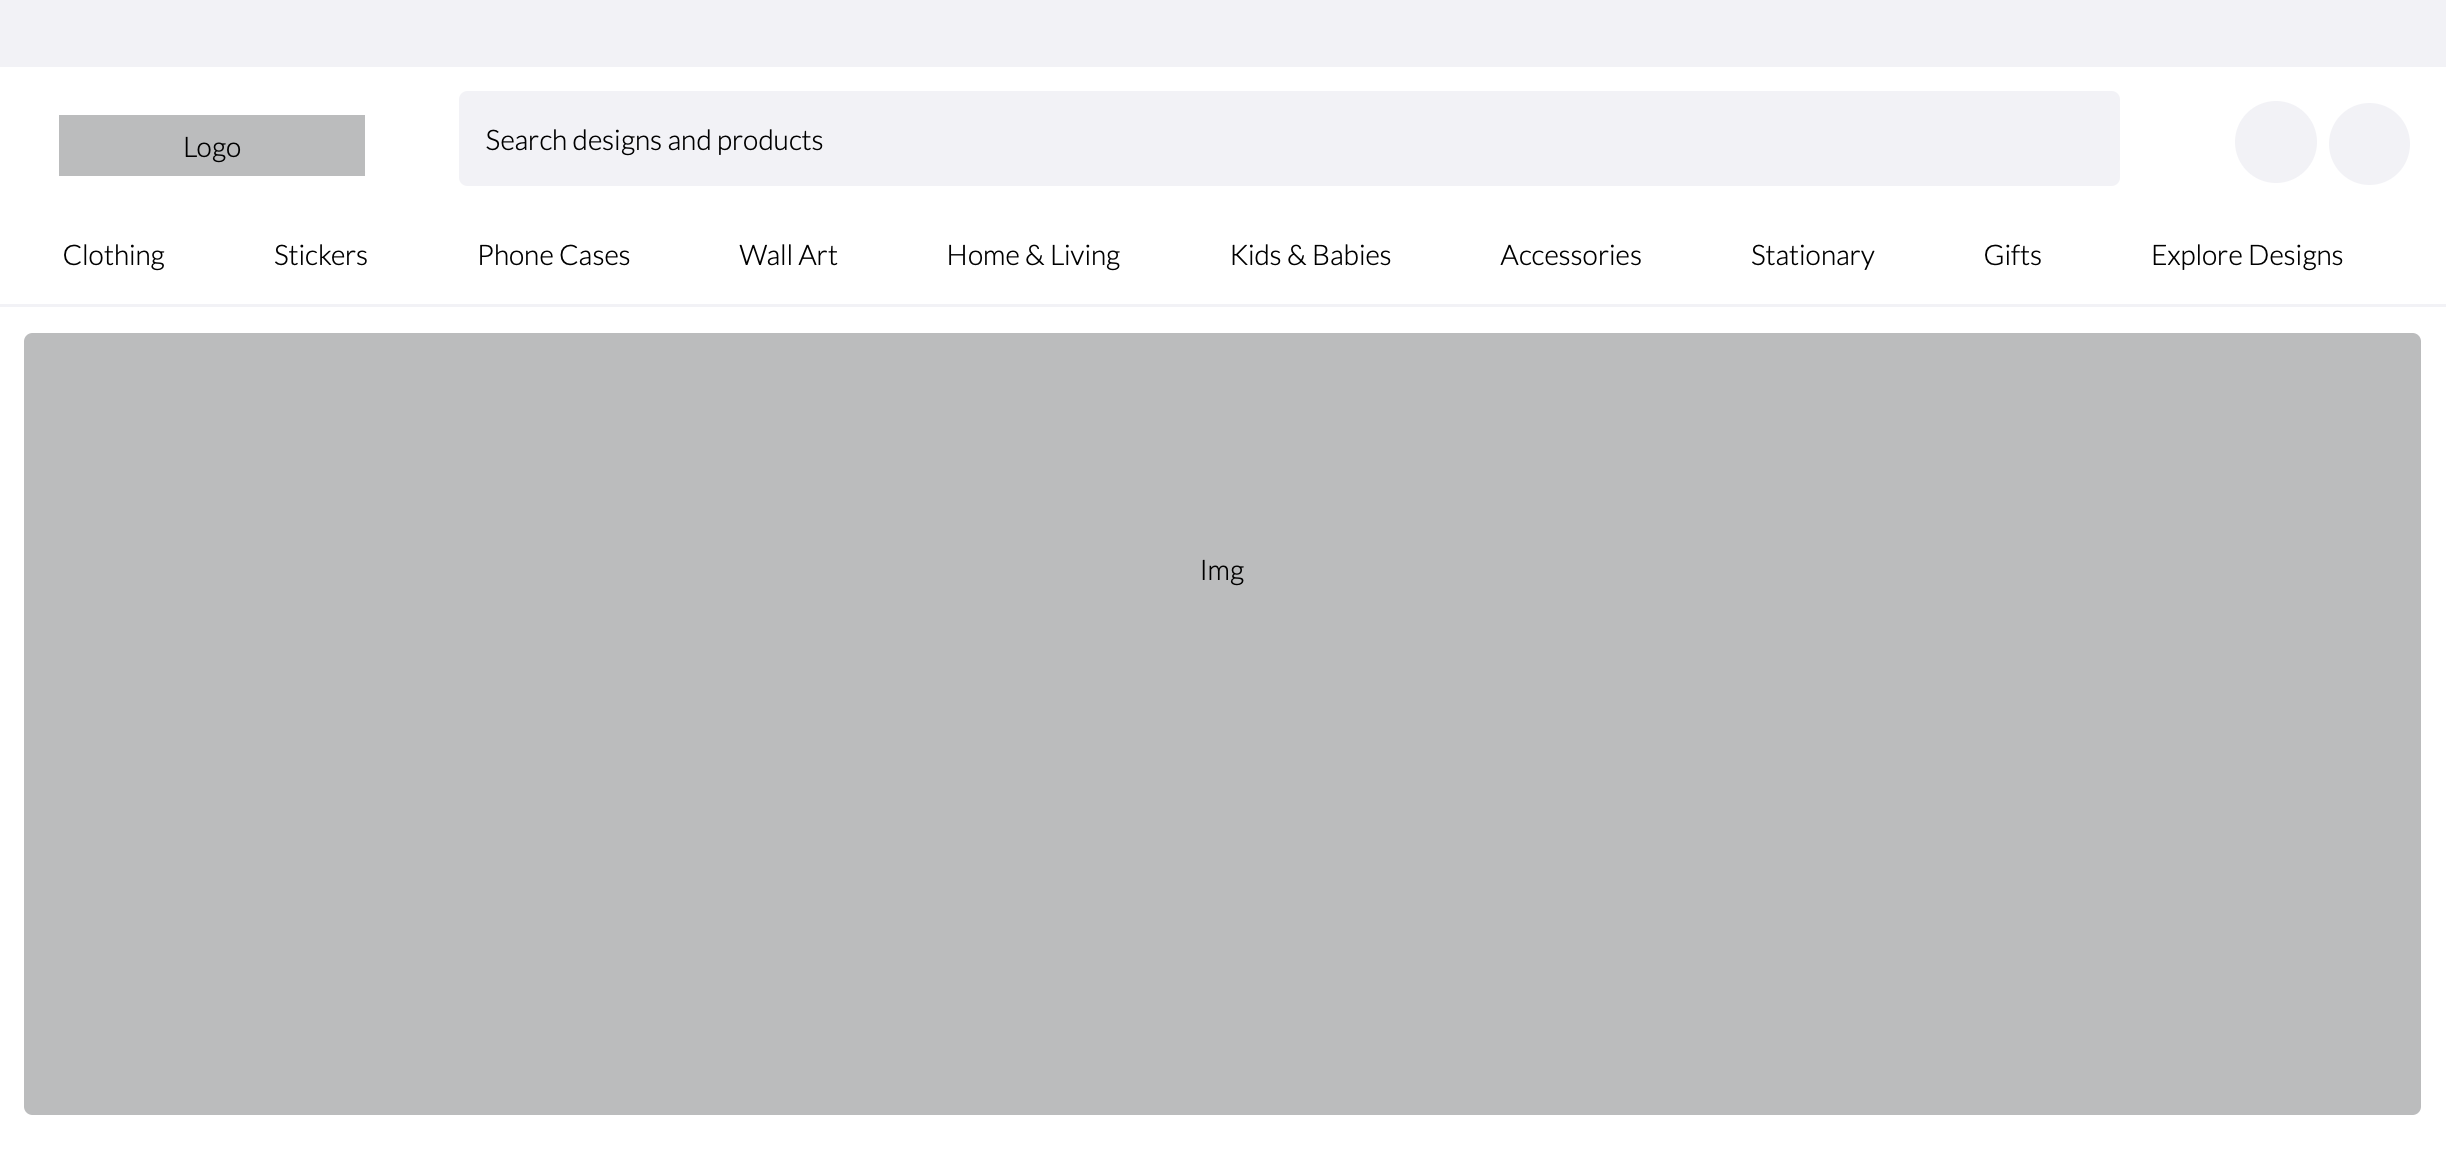 Logo
Search designs and products
Clothing Stickers Phone Cases Wall Art Home & Living Kids & Babies Accessories Stationary Gifts Explore Designs
Img